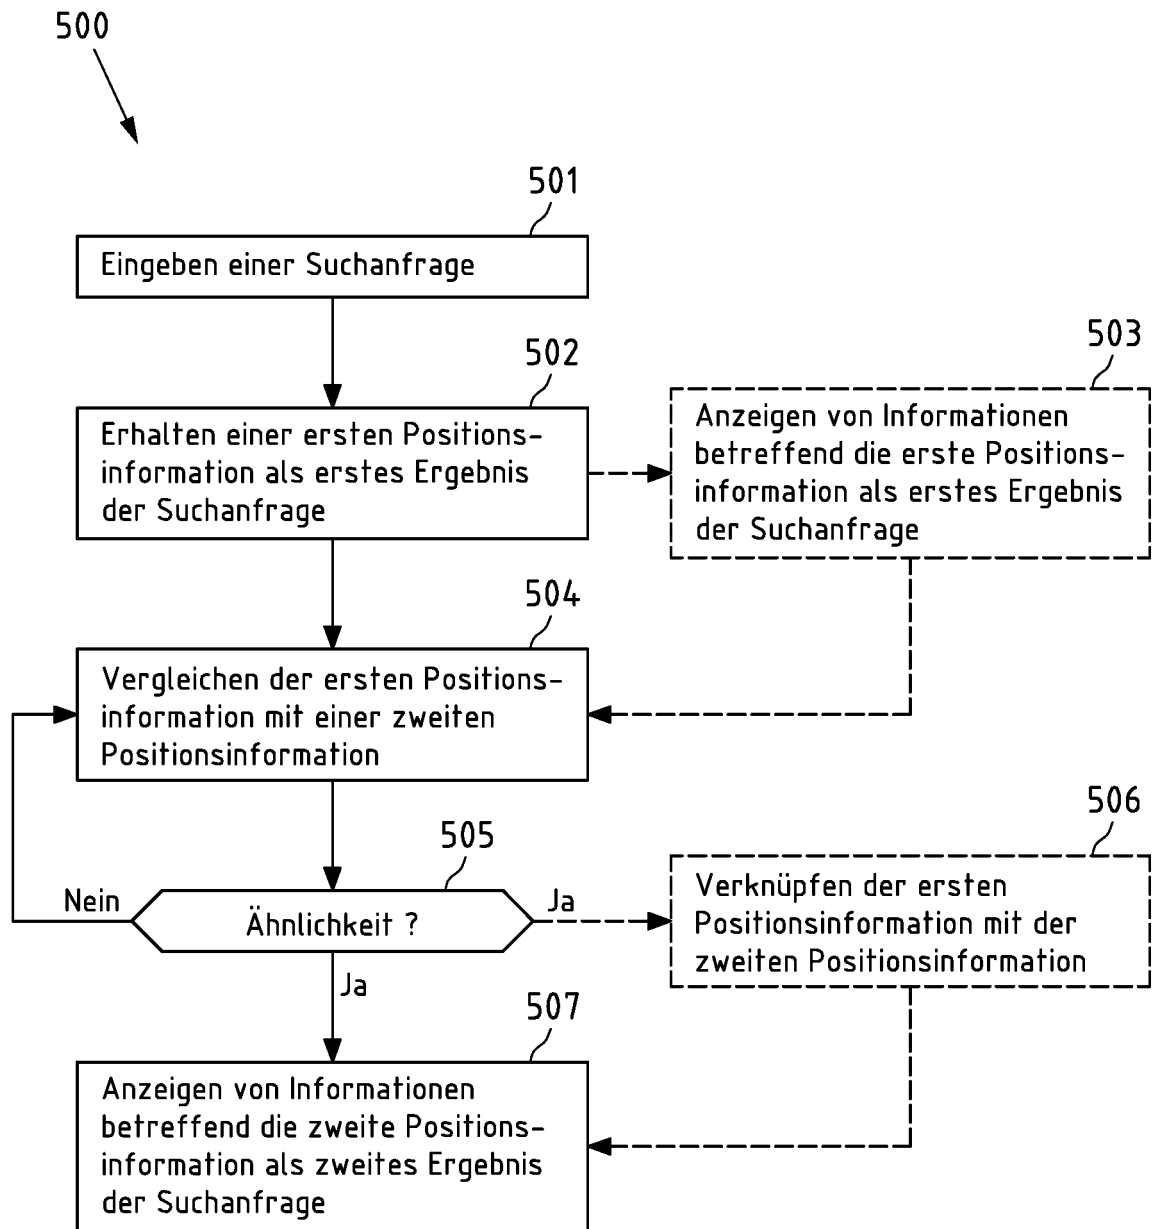 500
501
Eingeben einer Suchanfrage
502
Erhalten einer ersten Positions-
information als erstes Ergebnis
der Suchanfrage
503
Anzeigen von Informationen
betreffend die erste Positions-
information als erstes Ergebnis
der Suchanfrage
504
Vergleichen der ersten Positions-
information mit einer zweiten
Positionsinformation
505
Nein
Ähnlichkeit ?
Ja
506
Verknüpfen der ersten
Positionsinformation mit der
zweiten Positionsinformation
Ja
507
Anzeigen von Informationen
betreffend die zweite Positions-
information als zweites Ergebnis
der Suchanfrage